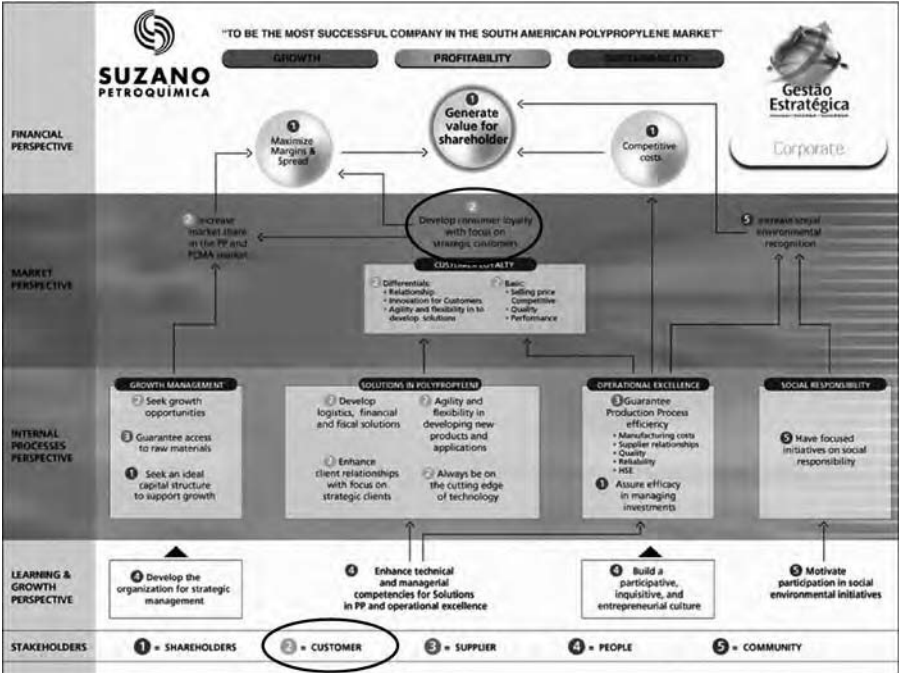 "TO BE THE MOST SUCCESSFUL COMPANY IN THE SOUTH AMERICAN POLYPROPYLENE MARKET"
SUZANO
PETROQUÍMICA
GROWTH
PROFITABILITY
SUSTAINABILITY
Gestão
Estratégica
Corporate
FINANCIAL
PERSPECTIVE
1
Maximize
Margins &
Spread
1
Generate
value for
shareholder
1
Competitive
costs
MARKET
PERSPECTIVE
2 Increase
market share
in the PP and
PCMA market
2
Develop consumer loyalty
with focus on
strategic customers
5 Increase social
environmental
recognition
CUSTOMER LOYALTY
2 Differentials:
• Relationship
• Innovation for Customers
• Agility and flexibility in to
develop solutions
2 Basic:
• Selling price
Competitive
• Quality
• Performance
INTERNAL
PROCESSES
PERSPECTIVE
GROWTH MANAGEMENT
2 Seek growth
opportunities
3 Guarantee access
to raw materials
1 Seek an ideal
capital structure
to support growth
SOLUTIONS IN POLYPROPYLENE
2 Develop
logistics, financial
and fiscal solutions
2 Enhance
client relationships
with focus on
strategic clients
2 Agility and
flexibility in
developing new
products and
applications
2 Always be on
the cutting edge
of technology
OPERATIONAL EXCELLENCE
3 Guarantee
Production Process
efficiency
• Manufacturing costs
• Supplier relationships
• Quality
• Reliability
• HSE
1 Assure efficacy
in managing
investments
SOCIAL RESPONSIBILITY
5 Have focused
initiatives on social
responsibility
LEARNING &
GROWTH
PERSPECTIVE
4 Develop the
organization for strategic
management
4 Enhance technical
and managerial
competencies for Solutions
in PP and operational excellence
4 Build a
participative,
inquisitive, and
entrepreneurial culture
5 Motivate
participation in social
environmental initiatives
STAKEHOLDERS
1 = SHAREHOLDERS
2 = CUSTOMER
3 = SUPPLIER
4 = PEOPLE
5 = COMMUNITY